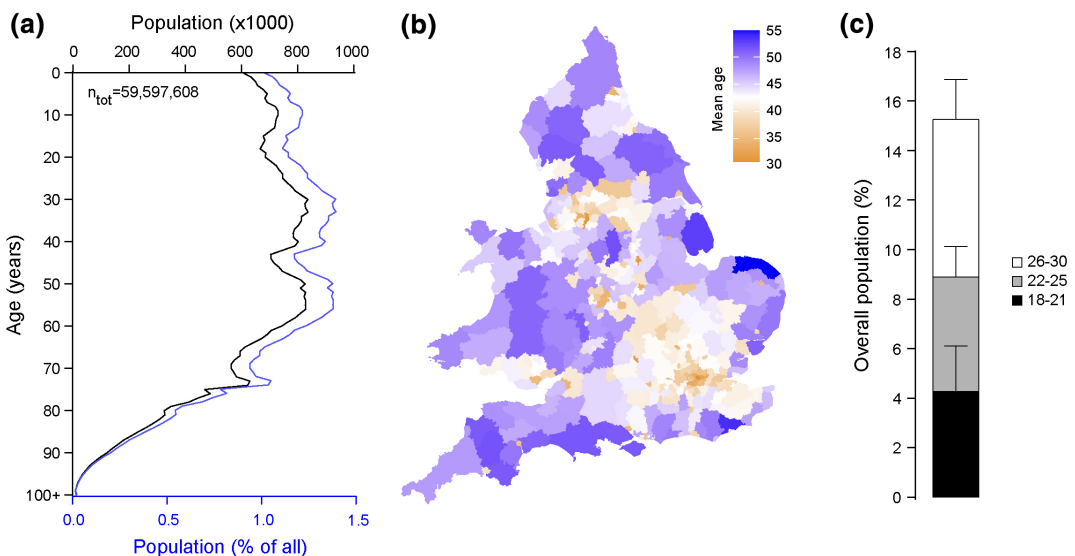 (a)
Population (x1000)
0 200 400 600 800 1000
n_tot=59,597,608
Age (years)
0
10
20
30
40
50
60
70
80
90
100+
0.0 0.5 1.0 1.5
Population (% of all)
(b)
Mean age
55
50
45
40
35
30
(c)
Overall population (%)
18
16
14
12
10
8
6
4
2
0
26-30
22-25
18-21